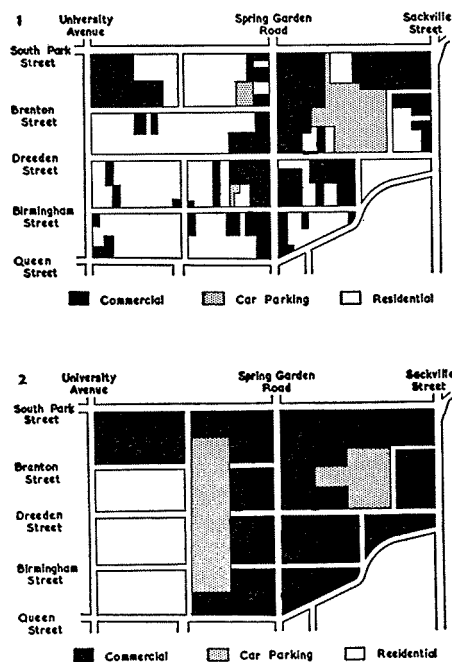 1
University
Avenue
Spring Garden
Road
Sackville
Street
South Park
Street
Brenton
Street
Dreeden
Street
Birmingham
Street
Queen
Street
Commercial
Car Parking
Residential
2
University
Avenue
Spring Garden
Road
Sackville
Street
South Park
Street
Brenton
Street
Dreeden
Street
Birmingham
Street
Queen
Street
Commercial
Car Parking
Residential